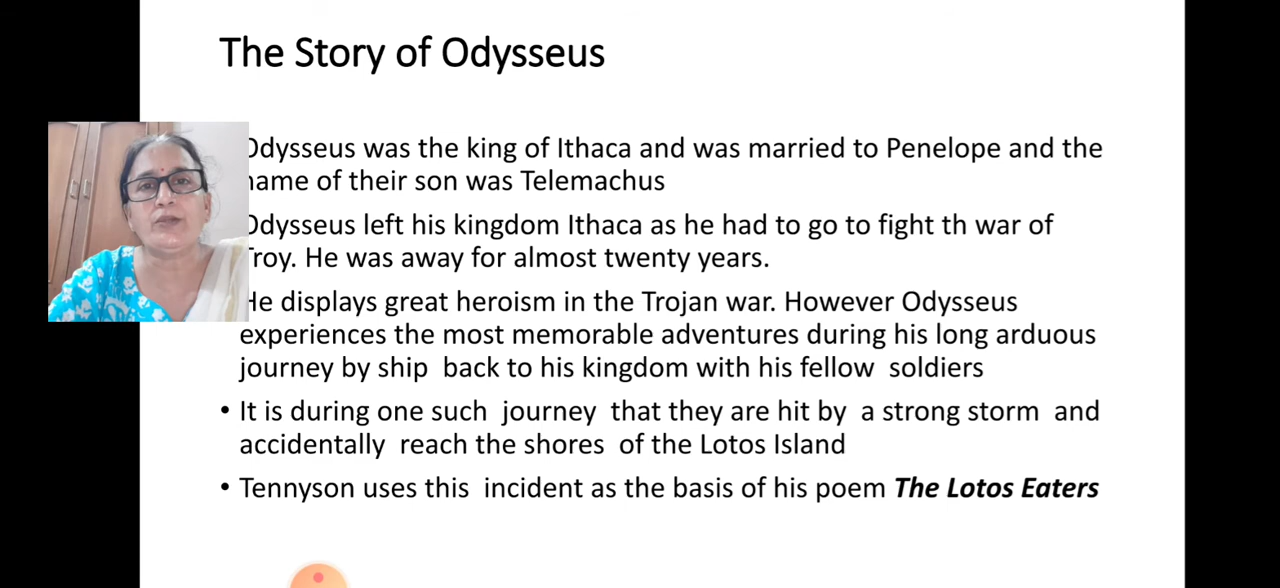 The Story of Odysseus
Odysseus was the king of Ithaca and was married to Penelope and the
name of their son was Telemachus
Odysseus left his kingdom Ithaca as he had to go to fight th war of
Troy. He was away for almost twenty years.
He displays great heroism in the Trojan war. However Odysseus
experiences the most memorable adventures during his long arduous
journey by ship back to his kingdom with his fellow soldiers
• It is during one such journey that they are hit by a strong storm and
accidentally reach the shores of the Lotos Island
• Tennyson uses this incident as the basis of his poem The Lotos Eaters